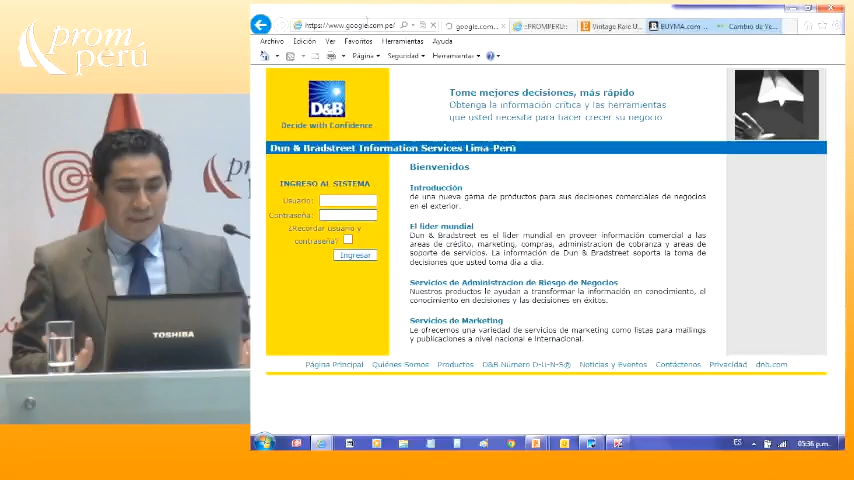 prom
perú
https://www.google.com.pe/
google.com...
::PROMPERU::
Vintage Rare U...
BUYMA.com ...
Cambio de Ye...
Archivo Edición Ver Favoritos Herramientas Ayuda
Página Seguridad Herramientas
D&B
Decide with Confidence
Tome mejores decisiones, más rápido
Obtenga la información crítica y las herramientas
que usted necesita para hacer crecer su negocio
Dun & Bradstreet Information Services Lima-Perú
INGRESO AL SISTEMA
Usuario:
Contraseña:
¿Recordar usuario y
contraseña?
Ingresar
Bienvenidos
Introducción
de una nueva gama de productos para sus decisiones comerciales de negocios
en el exterior.
El lider mundial
Dun & Bradstreet es el lider mundial en proveer información comercial a las
areas de crédito, marketing, compras, administracion de cobranza y areas de
soporte de servicios. La información de Dun & Bradstreet soporta la toma de
decisiones que usted toma dia a dia.
Servicios de Administracion de Riesgo de Negocios
Nuestros productos le ayudan a transformar la información en conocimiento, el
conocimiento en decisiones y las decisiones en éxitos.
Servicios de Marketing
Le ofrecemos una variedad de servicios de marketing como listas para mailings
y publicaciones a nivel nacional e internacional.
Página Principal Quiénes Somos Productos D&B Número D-U-N-S® Noticias y Eventos Contáctenos Privacidad dnb.com
TOSHIBA
ES
05:36 p.m.